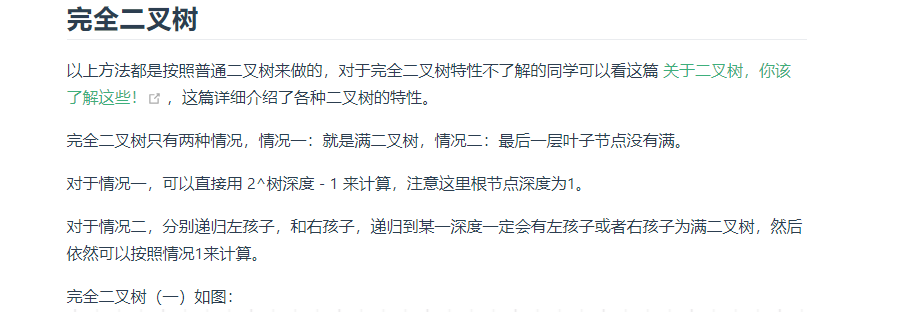 完全二叉树
以上方法都是按照普通二叉树来做的，对于完全二叉树特性不了解的同学可以看这篇 关于二叉树，你该
了解这些！ ，这篇详细介绍了各种二叉树的特性。
完全二叉树只有两种情况，情况一：就是满二叉树，情况二：最后一层叶子节点没有满。
对于情况一，可以直接用 2^树深度 - 1 来计算，注意这里根节点深度为1。
对于情况二，分别递归左孩子，和右孩子，递归到某一深度一定会有左孩子或者右孩子为满二叉树，然后
依然可以按照情况1来计算。
完全二叉树（一）如图：